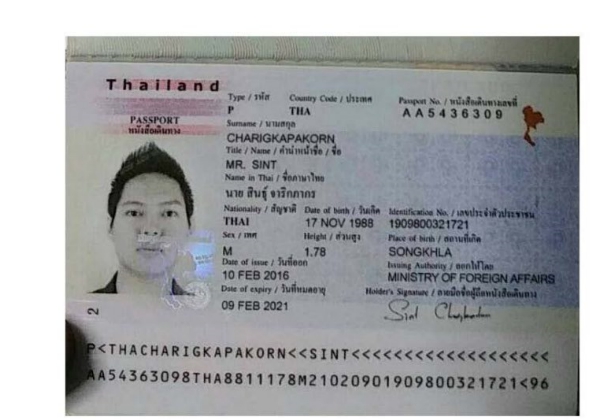 Thailand
PASSPORT
หนังสือเดินทาง
Type / รหัส Country Code / ประเทศ Passport No. / หนังสือเดินทางเลขที่
P THA AA5436309
Surname / นามสกุล
CHARIGKAPAKORN
Title / Name / คำนำหน้าชื่อ / ชื่อ
MR. SINT
Name in Thai / ชื่อภาษาไทย
นาย สินธุ์ จาริกภากร
Nationality / สัญชาติ Date of birth / วันเกิด Identification No. / เลขประจำตัวประชาชน
THAI 17 NOV 1988 1909800321721
Sex / เพศ Height / ส่วนสูง Place of birth / สถานที่เกิด
M 1.78 SONGKHLA
Date of issue / วันที่ออก Issuing Authority / ออกให้โดย
10 FEB 2016 MINISTRY OF FOREIGN AFFAIRS
Date of expiry / วันที่หมดอายุ Holder's Signature / ลายมือชื่อผู้ถือหนังสือเดินทาง
09 FEB 2021
2
P<THACHARIGKAPAKORN<<SINT<<<<<<<<<<<<<<<<<<<
AA54363098THA8811178M21020901909800321721<96